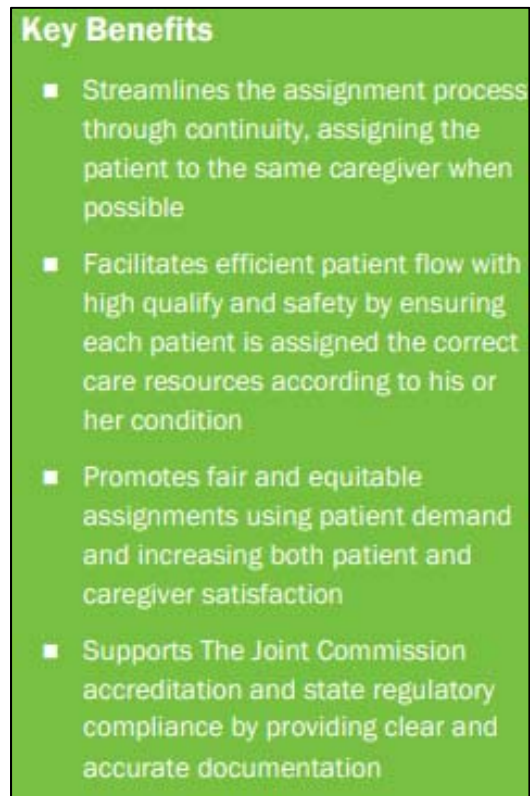 Key Benefits
■ Streamlines the assignment process
through continuity, assigning the
patient to the same caregiver when
possible
■ Facilitates efficient patient flow with
high qualify and safety by ensuring
each patient is assigned the correct
care resources according to his or
her condition
■ Promotes fair and equitable
assignments using patient demand
and increasing both patient and
caregiver satisfaction
■ Supports The Joint Commission
accreditation and state regulatory
compliance by providing clear and
accurate documentation